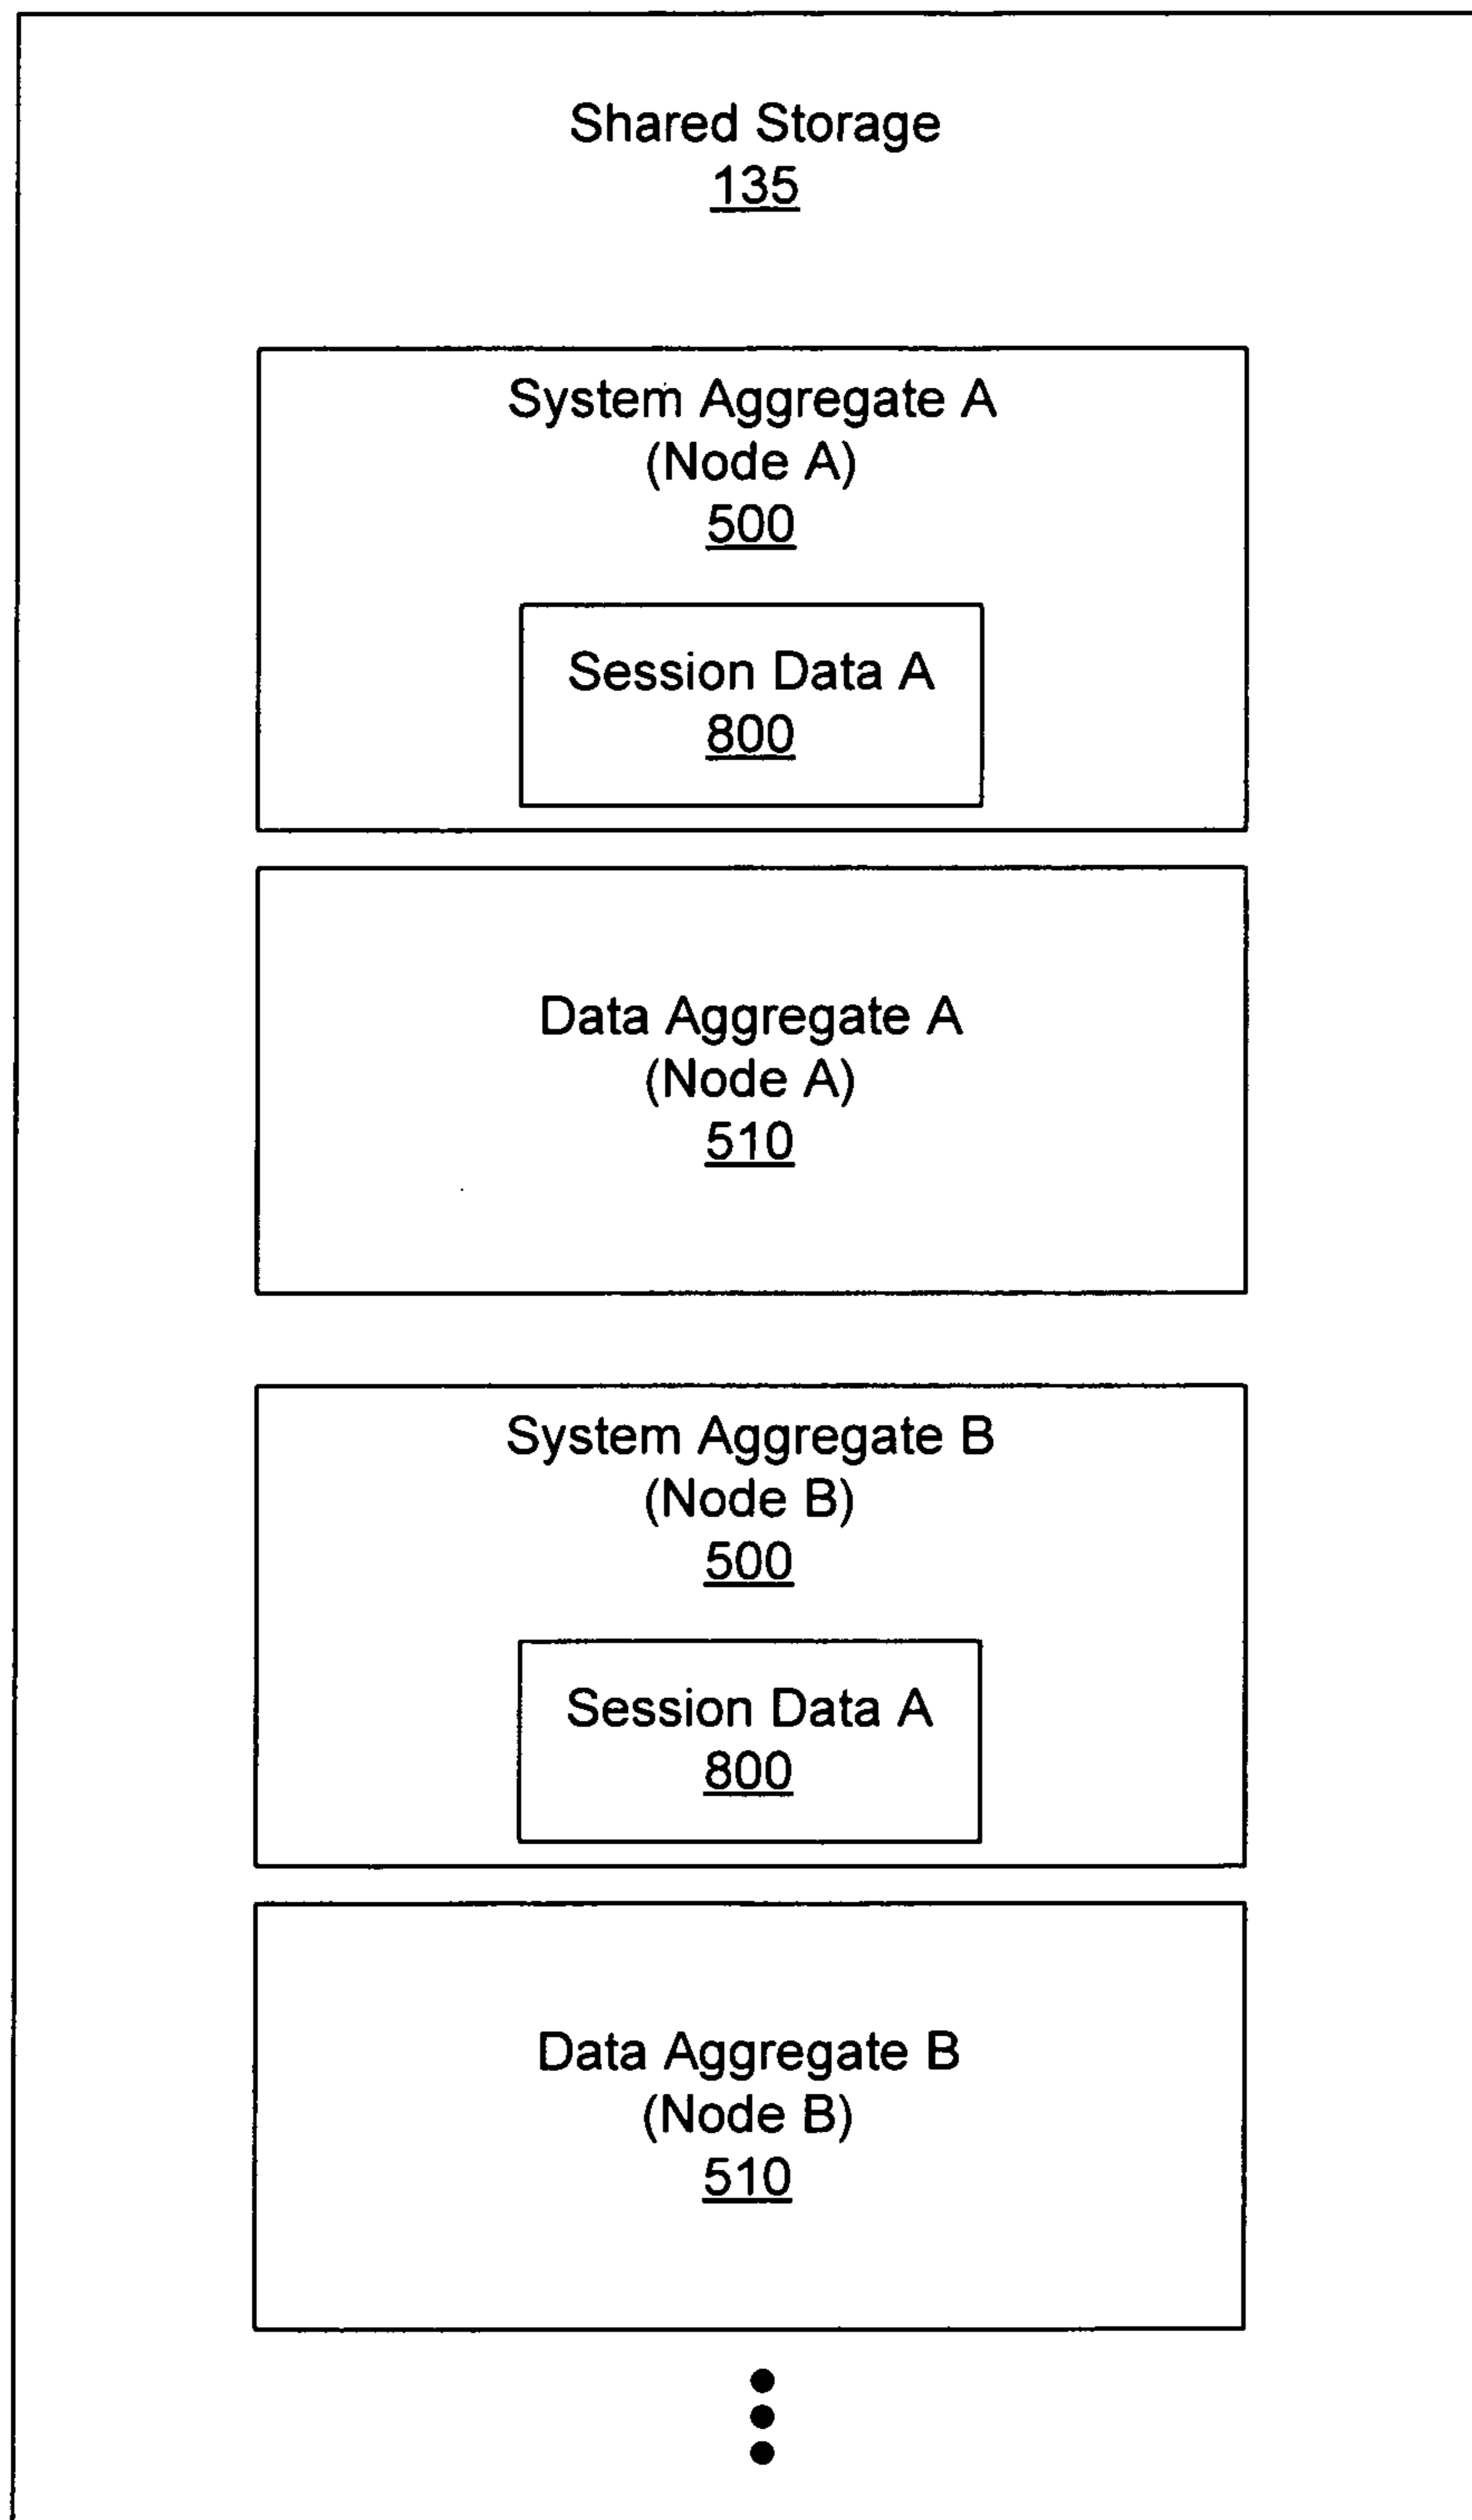 Shared Storage
135
System Aggregate A
(Node A)
500
Session Data A
800
Data Aggregate A
(Node A)
510
System Aggregate B
(Node B)
500
Session Data A
800
Data Aggregate B
(Node B)
510